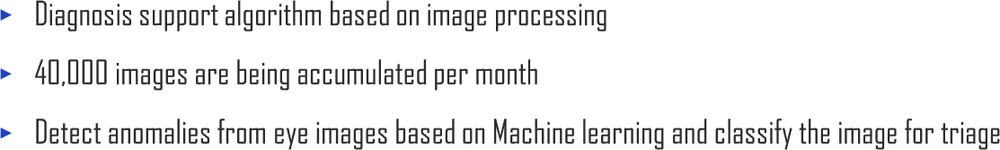 ▸ Diagnosis support algorithm based on image processing
▸ 40,000 images are being accumulated per month
▸ Detect anomalies from eye images based on Machine learning and classify the image for triage